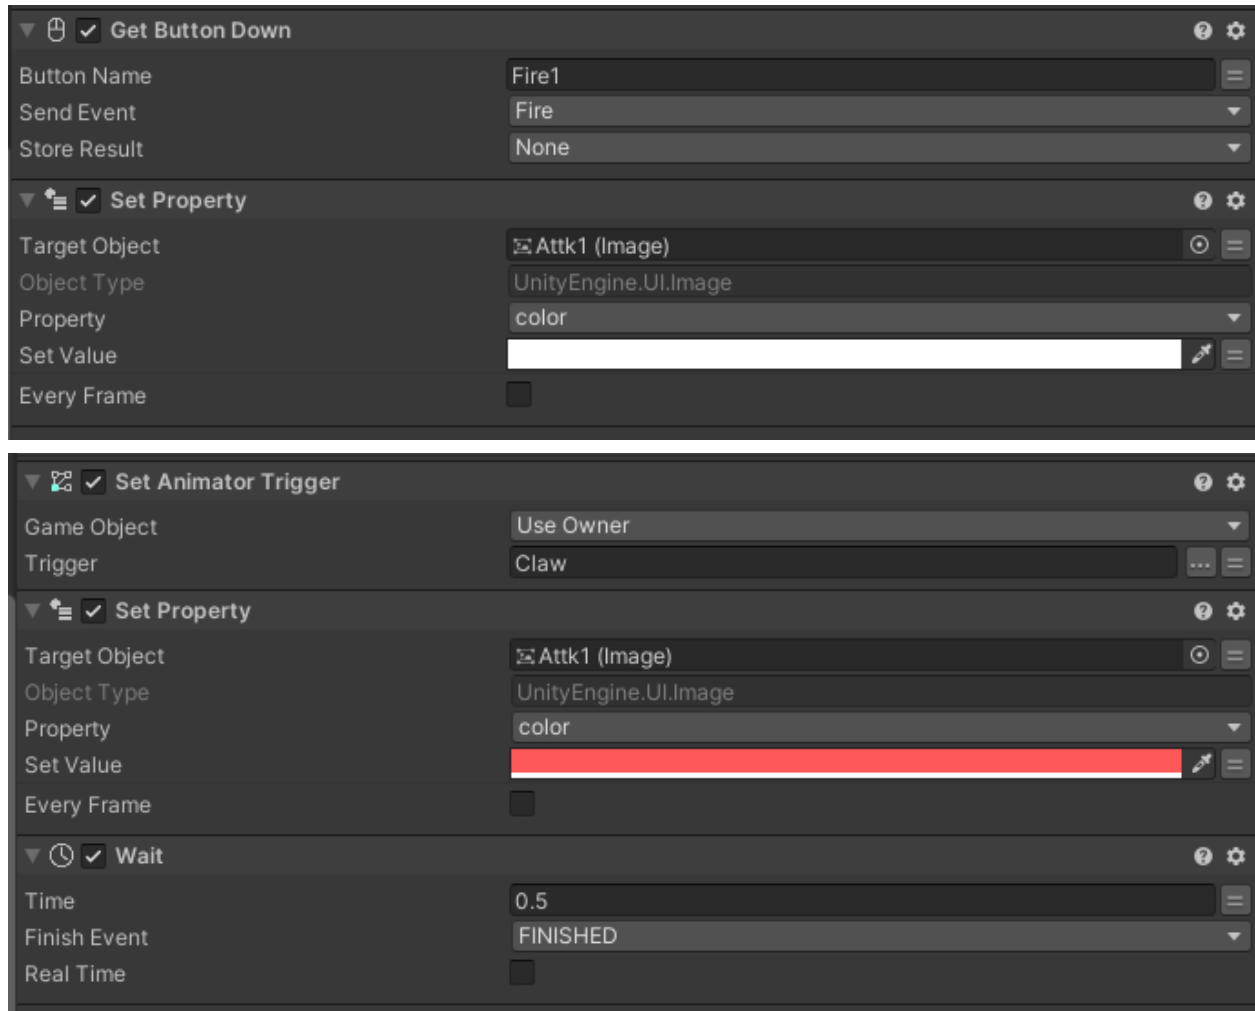 Get Button Down
Button Name Fire1
Send Event Fire
Store Result None
Set Property
Target Object Attk1 (Image)
Object Type UnityEngine.UI.Image
Property color
Set Value
Every Frame
Set Animator Trigger
Game Object Use Owner
Trigger Claw
Set Property
Target Object Attk1 (Image)
Object Type UnityEngine.UI.Image
Property color
Set Value
Every Frame
Wait
Time 0.5
Finish Event FINISHED
Real Time